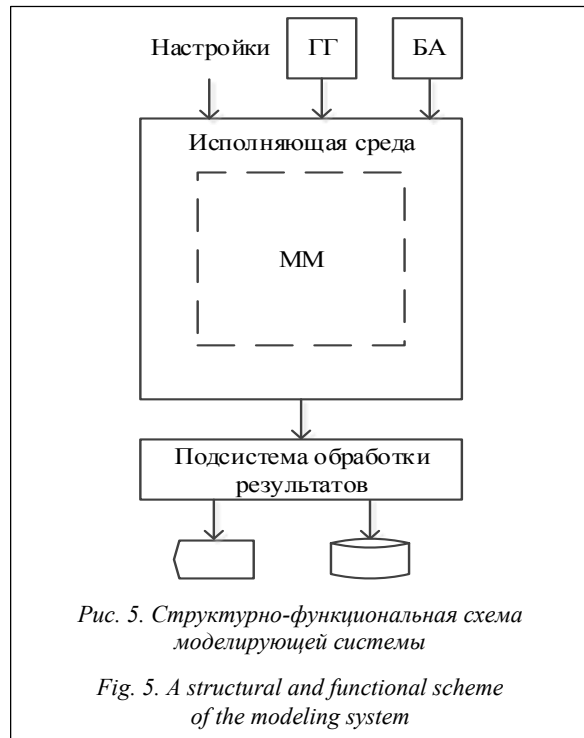 Настройки ГГ БА
Исполняющая среда
ММ
Подсистема обработки
результатов
Рис. 5. Структурно-функциональная схема
моделирующей системы
Fig. 5. A structural and functional scheme
of the modeling system